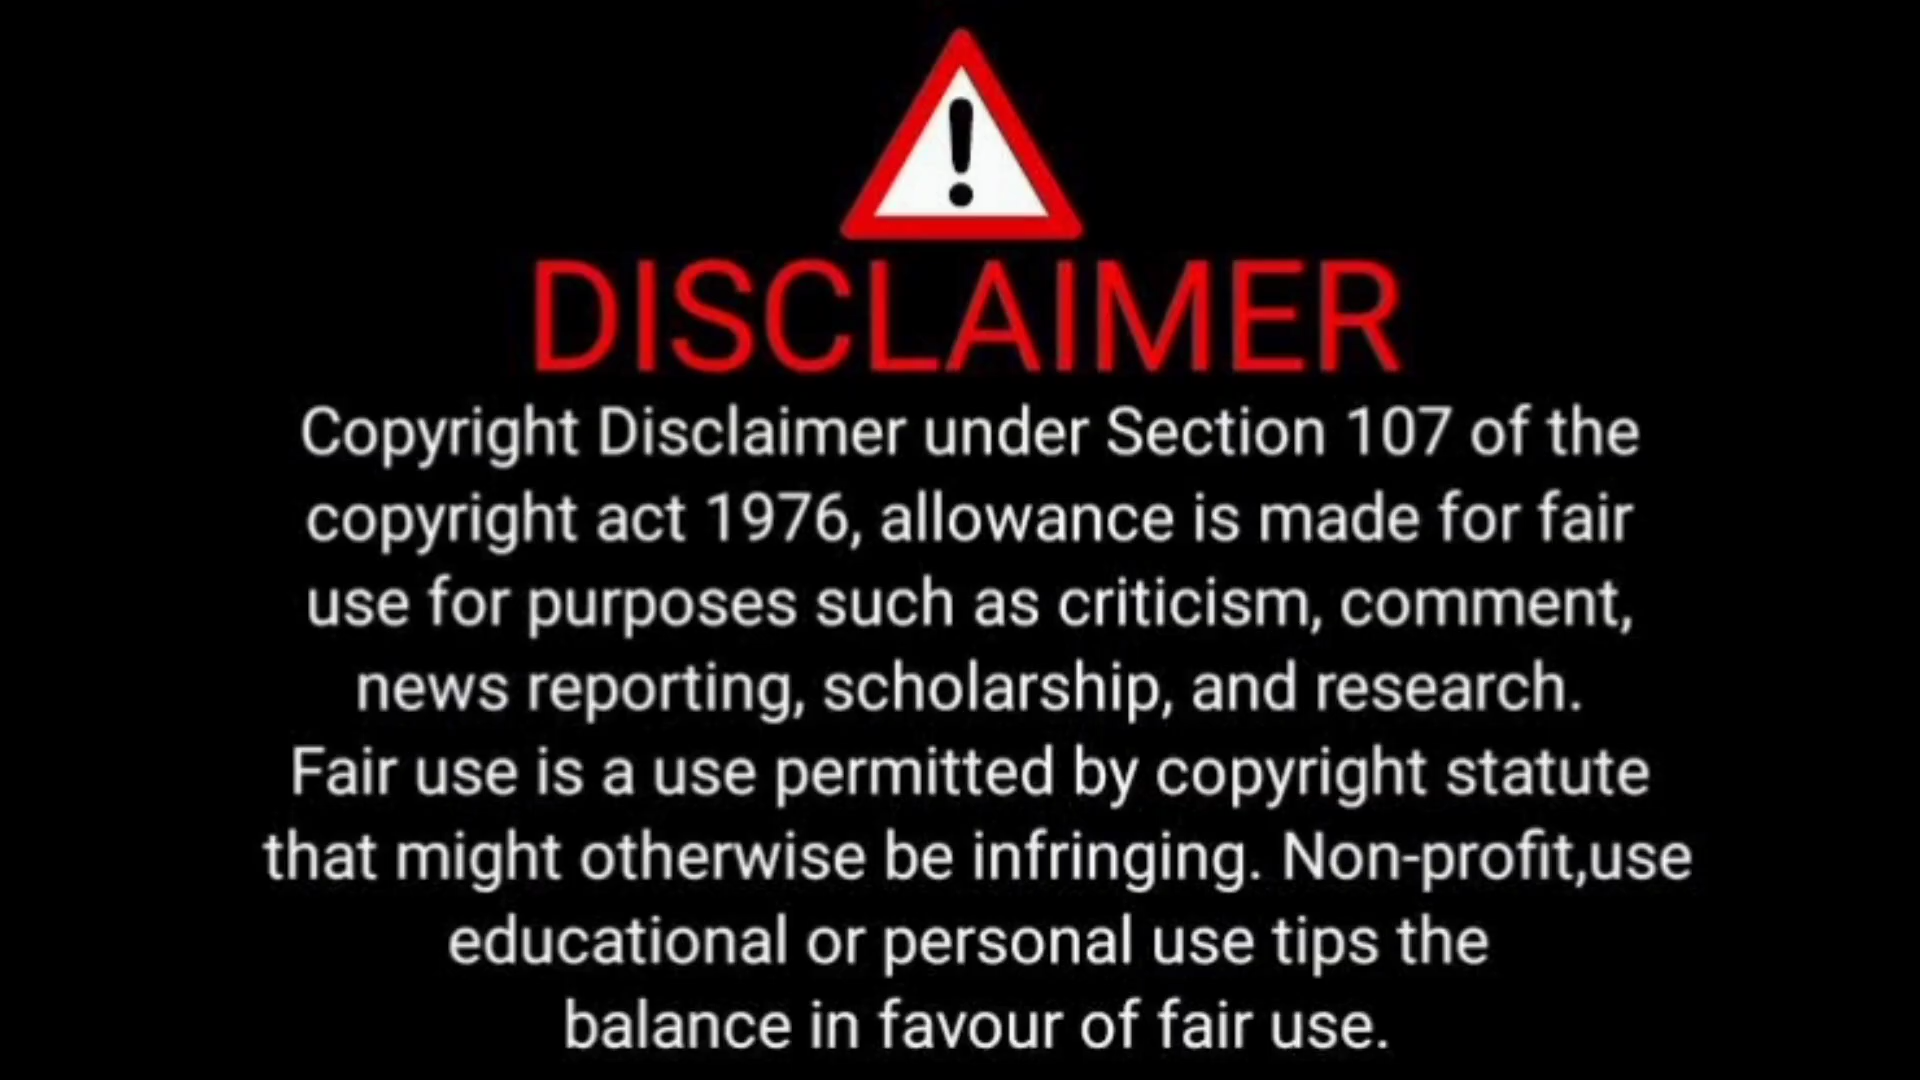 DISCLAIMER
Copyright Disclaimer under Section 107 of the
copyright act 1976, allowance is made for fair
use for purposes such as criticism, comment,
news reporting, scholarship, and research.
Fair use is a use permitted by copyright statute
that might otherwise be infringing. Non-profit,use
educational or personal use tips the
balance in favour of fair use.